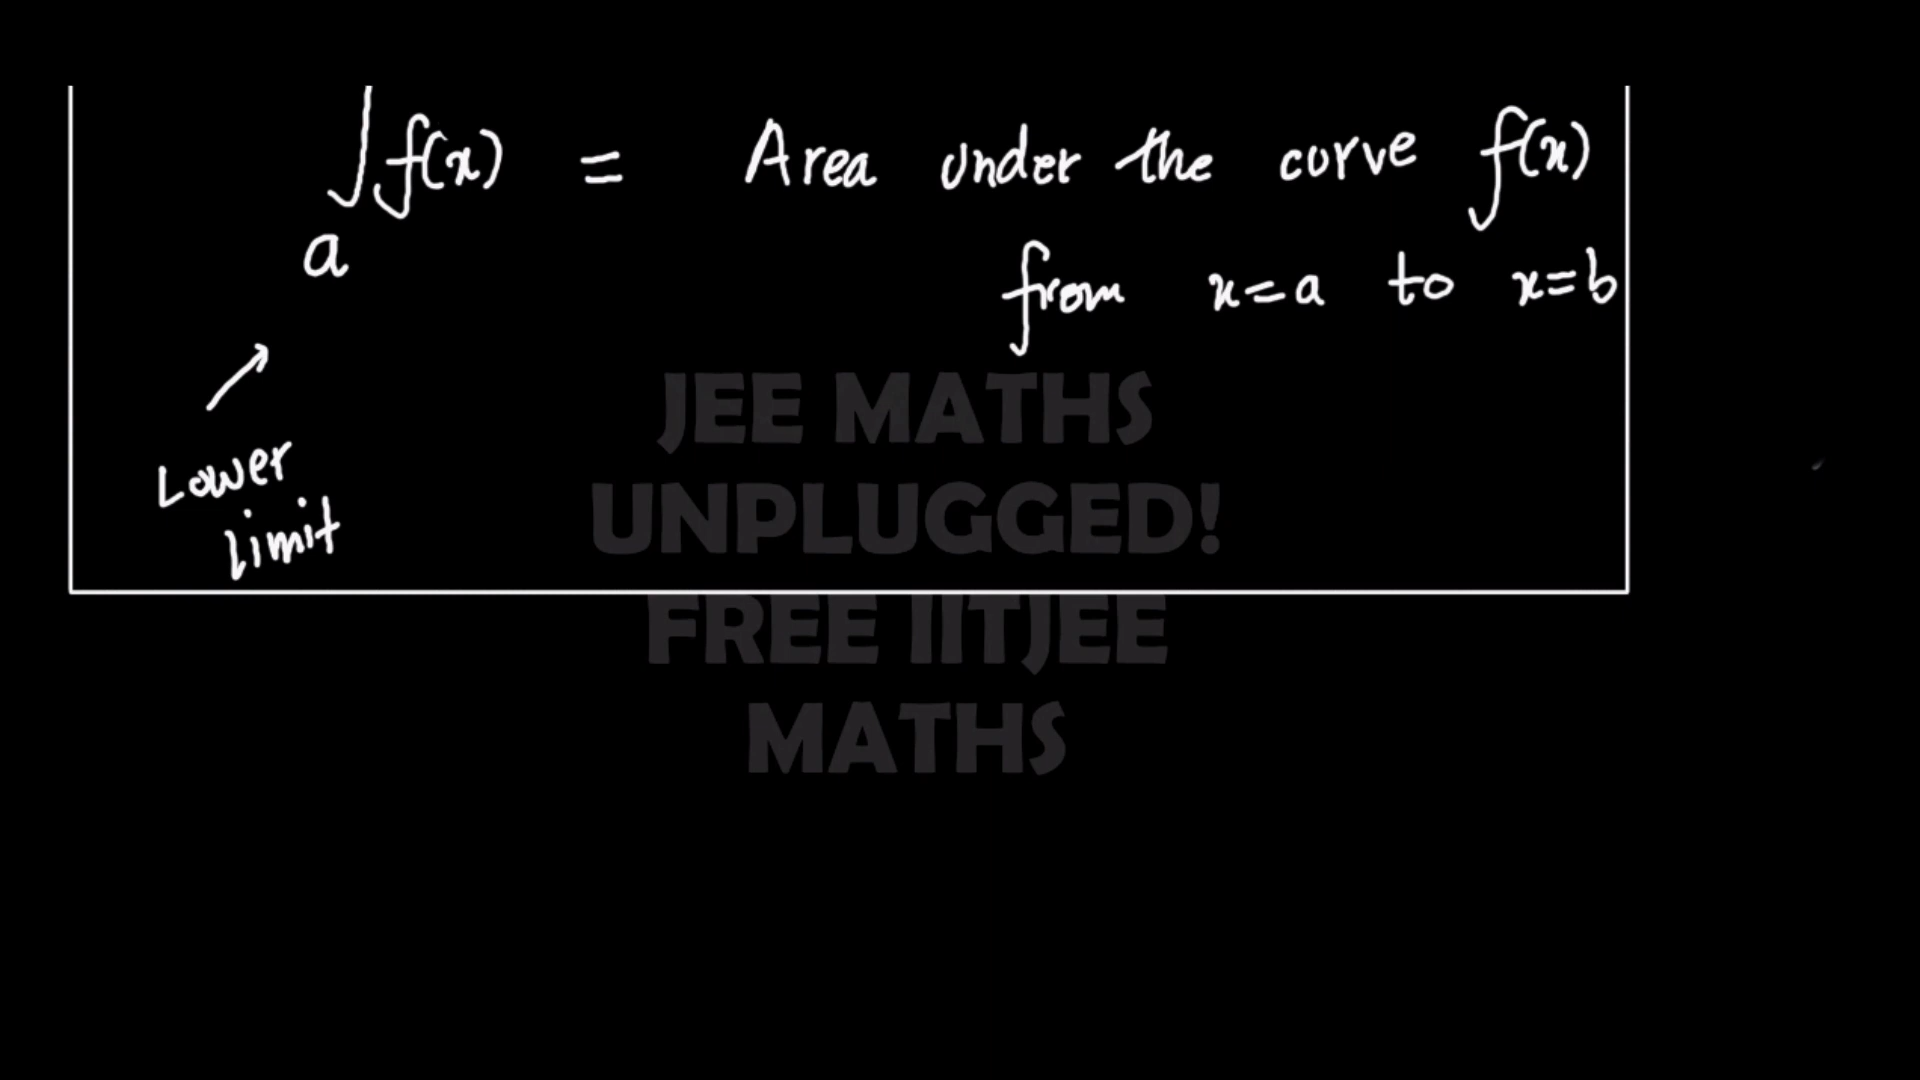 ∫f(x) = Area under the curve f(x)
a
from x=a to x=b
Lower
limit
JEE MATHS
UNPLUGGED!
FREE IITJEE
MATHS